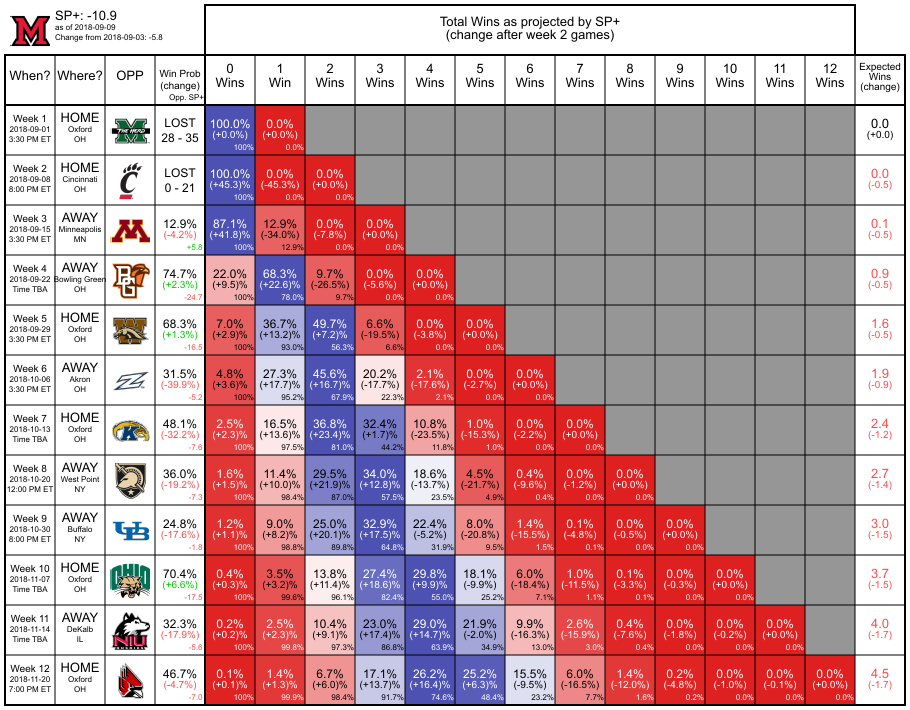 SP+: -10.9
as of 2018-09-09
Change from 2018-09-03: -5.8
Total Wins as projected by SP+
(change after week 2 games)
When? Where? OPP Win Prob (change) Opp. SP+ 0 Wins 1 Win 2 Wins 3 Wins 4 Wins 5 Wins 6 Wins 7 Wins 8 Wins 9 Wins 10 Wins 11 Wins 12 Wins Expected Wins (change)
Week 1 HOME LOST 100.0% 0.0% 0.0
2018-09-01 Oxford THE HERD 28 - 35 (+0.0%) (+0.0%) (+0.0)
3:30 PM ET OH 100% 0.0%
Week 2 HOME LOST 100.0% 0.0% 0.0% 0.0
2018-09-08 Cincinnati 0 - 21 (+45.3)% (-45.3%) (+0.0%) (-0.5)
8:00 PM ET OH 100% 0.0% 0.0%
Week 3 AWAY 12.9% 87.1% 12.9% 0.0% 0.0% 0.1
2018-09-15 Minneapolis (-4.2%) (+41.8)% (-34.0%) (-7.8%) (+0.0%) (-0.5)
3:30 PM ET MN +5.8 100% 12.9% 0.0% 0.0%
Week 4 AWAY 74.7% 22.0% 68.3% 9.7% 0.0% 0.0% 0.9
2018-09-22 Bowling Green (+2.3%) (+9.5)% (+22.6)% (-26.5%) (-5.6%) (+0.0%) (-0.5)
Time TBA OH -24.7 100% 78.0% 9.7% 0.0% 0.0%
Week 5 HOME 68.3% 7.0% 36.7% 49.7% 6.6% 0.0% 0.0% 1.6
2018-09-29 Oxford (+1.3%) (+2.9)% (+13.2)% (+7.2)% (-19.5%) (-3.8%) (+0.0%) (-0.5)
3:30 PM ET OH -16.5 100% 93.0% 56.3% 6.6% 0.0% 0.0%
Week 6 AWAY 31.5% 4.8% 27.3% 45.6% 20.2% 2.1% 0.0% 0.0% 1.9
2018-10-06 Akron (-39.9%) (+3.6)% (+17.7)% (+16.7)% (-17.7%) (-17.6%) (-2.7%) (+0.0%) (-0.9)
3:30 PM ET OH -5.2 100% 95.2% 67.9% 22.3% 2.1% 0.0% 0.0%
Week 7 HOME 48.1% 2.5% 16.5% 36.8% 32.4% 10.8% 1.0% 0.0% 0.0% 2.4
2018-10-13 Oxford (-32.2%) (+2.3)% (+13.6)% (+23.4)% (+1.7)% (-23.5%) (-15.3%) (-2.2%) (+0.0%) (-1.2)
Time TBA OH -7.6 100% 97.5% 81.0% 44.2% 11.8% 1.0% 0.0% 0.0%
Week 8 AWAY 36.0% 1.6% 11.4% 29.5% 34.0% 18.6% 4.5% 0.4% 0.0% 0.0% 2.7
2018-10-20 West Point (-19.2%) (+1.5)% (+10.0)% (+21.9)% (+12.8)% (-13.7%) (-21.7%) (-9.6%) (-1.2%) (+0.0%) (-1.4)
12:00 PM ET NY -7.3 100% 98.4% 87.0% 57.5% 23.5% 4.9% 0.4% 0.0% 0.0%
Week 9 AWAY 24.8% 1.2% 9.0% 25.0% 32.9% 22.4% 8.0% 1.4% 0.1% 0.0% 0.0% 3.0
2018-10-30 Buffalo (-17.6%) (+1.1)% (+8.2)% (+20.1)% (+17.5)% (-5.2%) (-20.8%) (-15.5%) (-4.8%) (-0.5%) (+0.0%) (-1.5)
8:00 PM ET NY -1.8 100% 98.8% 89.8% 64.8% 31.9% 9.5% 1.5% 0.1% 0.0% 0.0%
Week 10 HOME OHIO 70.4% 0.4% 3.5% 13.8% 27.4% 29.8% 18.1% 6.0% 1.0% 0.1% 0.0% 0.0% 3.7
2018-11-07 Oxford (+6.6%) (+0.3)% (+3.2)% (+11.4)% (+18.6)% (+9.9)% (-9.9%) (-18.4%) (-11.5%) (-3.3%) (-0.3%) (+0.0%) (-1.5)
Time TBA OH -17.5 100% 99.6% 96.1% 82.4% 55.0% 25.2% 7.1% 1.1% 0.1% 0.0% 0.0%
Week 11 AWAY 32.3% 0.2% 2.5% 10.4% 23.0% 29.0% 21.9% 9.9% 2.6% 0.4% 0.0% 0.0% 0.0% 4.0
2018-11-14 DeKalb NIU (-17.9%) (+0.2)% (+2.3)% (+9.1)% (+17.4)% (+14.7)% (-2.0%) (-16.3%) (-15.9%) (-7.6%) (-1.8%) (-0.2%) (+0.0%) (-1.7)
Time TBA IL -5.6 100% 99.8% 97.3% 86.8% 63.9% 34.9% 13.0% 3.0% 0.4% 0.0% 0.0% 0.0%
Week 12 HOME 46.7% 0.1% 1.4% 6.7% 17.1% 26.2% 25.2% 15.5% 6.0% 1.4% 0.2% 0.0% 0.0% 0.0% 4.5
2018-11-20 Oxford (-4.7%) (+0.1)% (+1.3)% (+6.0)% (+13.7)% (+16.4)% (+6.3)% (-9.5%) (-16.5%) (-12.0%) (-4.8%) (-1.0%) (-0.1%) (+0.0%) (-1.7)
7:00 PM ET OH -7.0 100% 99.9% 98.4% 91.7% 74.6% 48.4% 23.2% 7.7% 1.6% 0.2% 0.0% 0.0% 0.0%